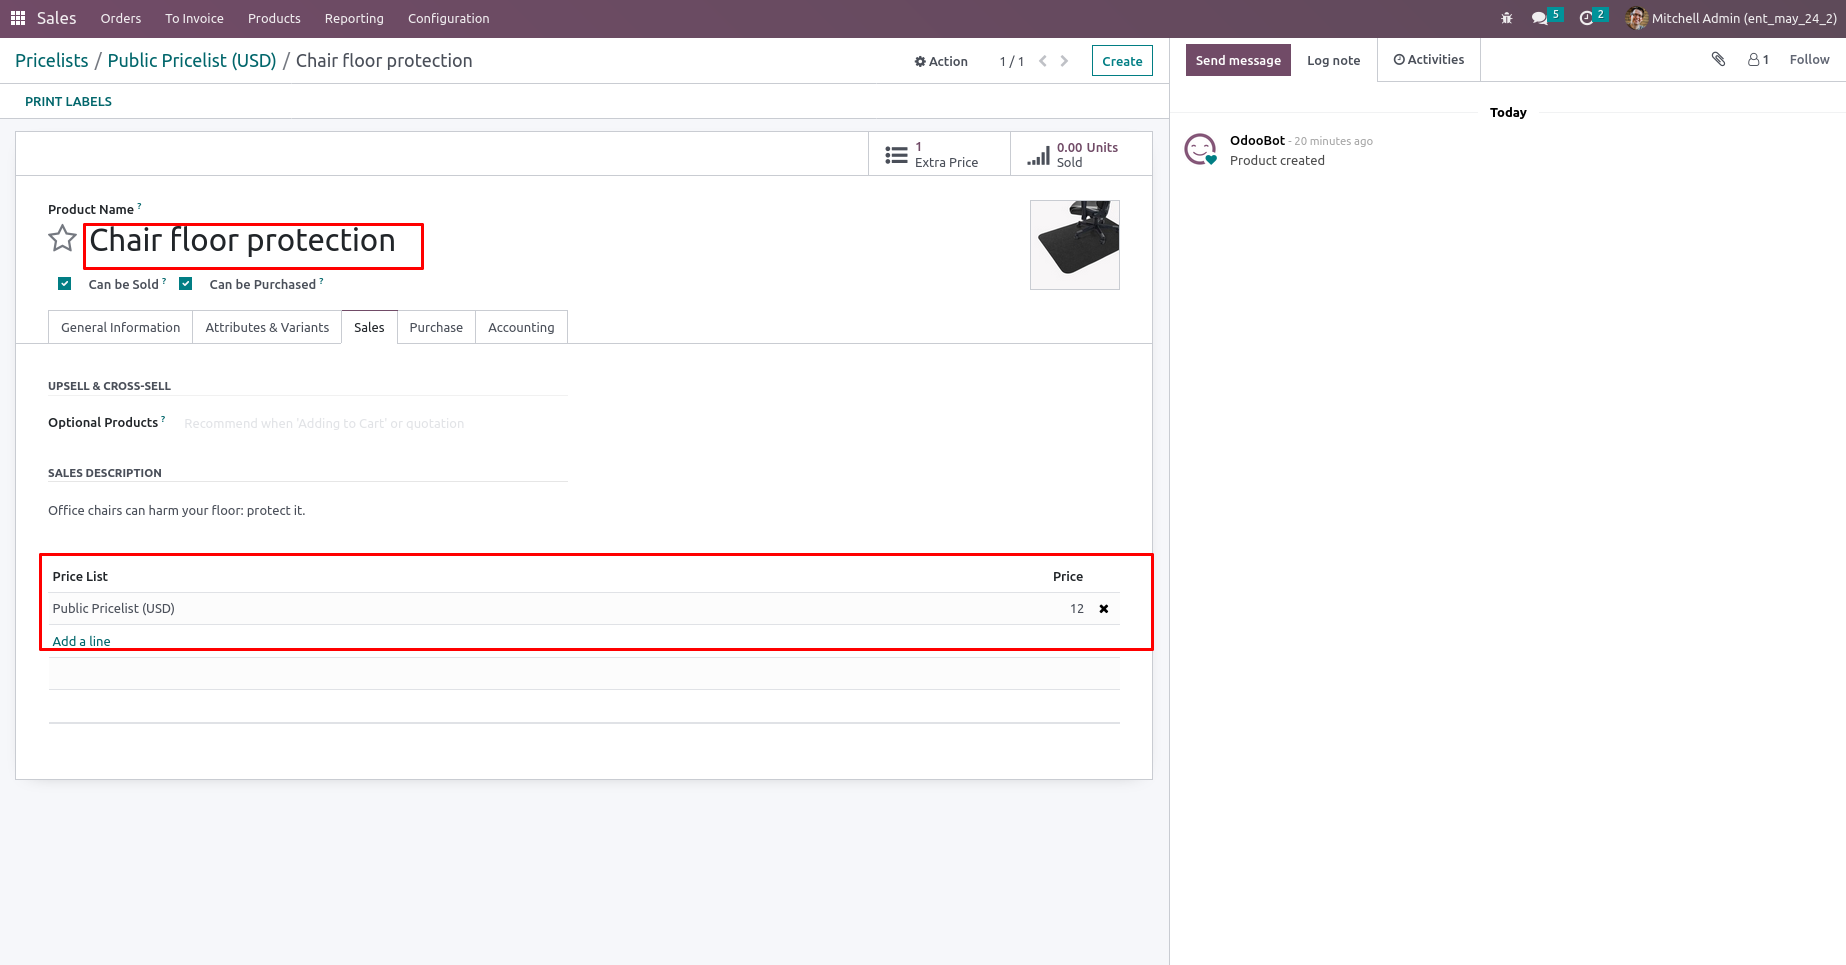 Sales Orders To Invoice Products Reporting Configuration 5 2 Mitchell Admin (ent_may_24_2)
Pricelists / Public Pricelist (USD) / Chair floor protection Action 1 / 1 Create
Send message Log note Activities 1 Follow
PRINT LABELS
1
Extra Price
0.00 Units
Sold
Product Name ?
Chair floor protection
Can be Sold ? Can be Purchased ?
General Information Attributes & Variants Sales Purchase Accounting
UPSELL & CROSS-SELL
Optional Products ? Recommend when 'Adding to Cart' or quotation
SALES DESCRIPTION
Office chairs can harm your floor: protect it.
Price List Price
Public Pricelist (USD) 12
Add a line
Today
OdooBot - 20 minutes ago
Product created